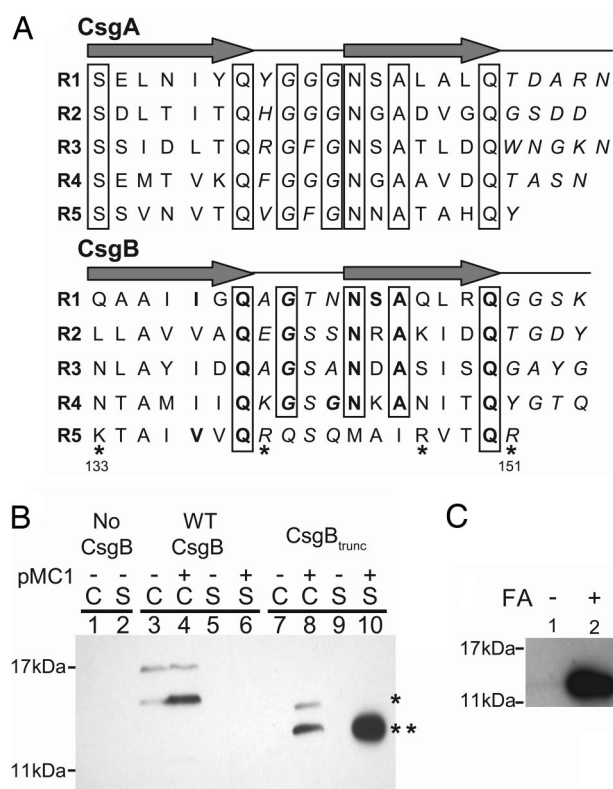 A
CsgA
R1 S E L N I Y Q Y G G G N S A L A L Q T D A R N
R2 S D L T I T Q H G G G N G A D V G Q G S D D
R3 S S I D L T Q R G F G N S A T L D Q W N G K N
R4 S E M T V K Q F G G G N G A A V D Q T A S N
R5 S S V N V T Q V G F G N N A T A H Q Y
CsgB
R1 Q A A I I G Q A G T N N S A Q L R Q G G S K
R2 L L A V V A Q E G S S N R A K I D Q T G D Y
R3 N L A Y I D Q A G S A N D A S I S Q G A Y G
R4 N T A M I I Q K G S G N K A N I T Q Y G T Q
R5 K T A I V V Q R Q S Q M A I R V T Q R
* * * *
133 151
B
No CsgB WT CsgB CsgBtrunc
pMC1 - - - + - + - + - +
C S C C S S C C S S
1 2 3 4 5 6 7 8 9 10
17kDa
*
**
11kDa
C
FA - +
1 2
17kDa
11kDa